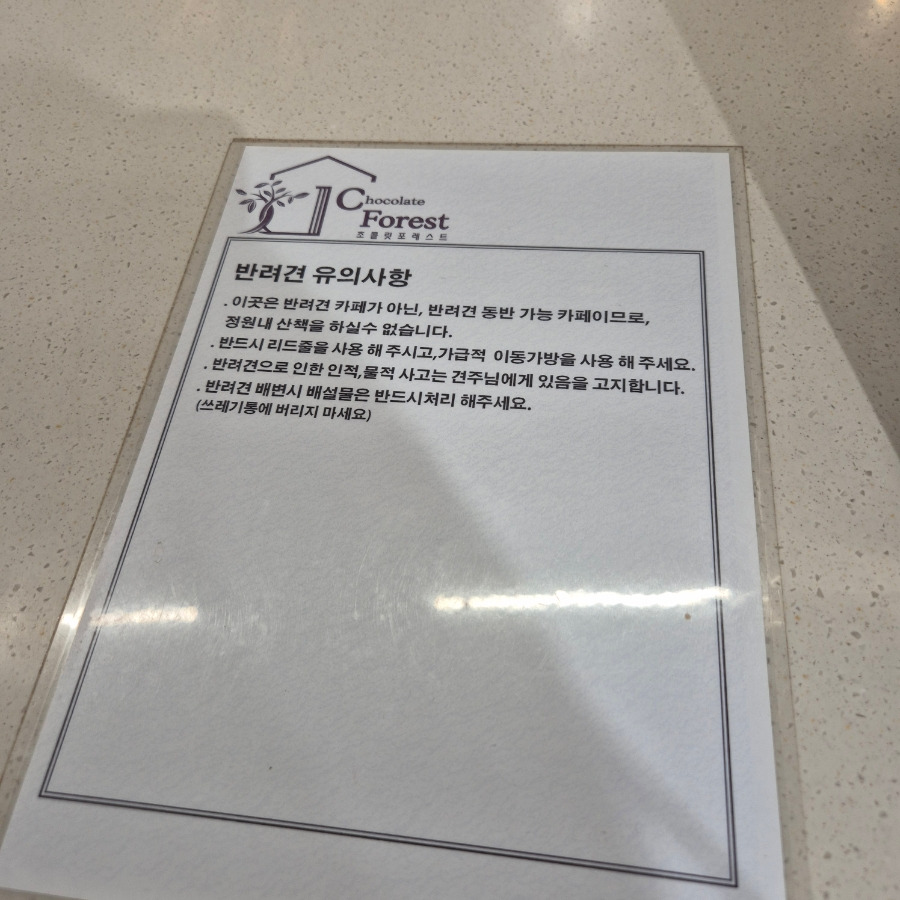 Chocolate
Forest
초콜릿포레스트
반려견 유의사항
. 이곳은 반려견 카페가 아닌, 반려견 동반 가능 카페이므로,
정원내 산책을 하실수 없습니다.
. 반드시 리드줄을 사용 해 주시고,가급적 이동가방을 사용 해 주세요.
. 반려견으로 인한 인적,물적 사고는 견주님에게 있음을 고지합니다.
. 반려견 배변시 배설물은 반드시처리 해주세요.
(쓰레기통에 버리지 마세요)